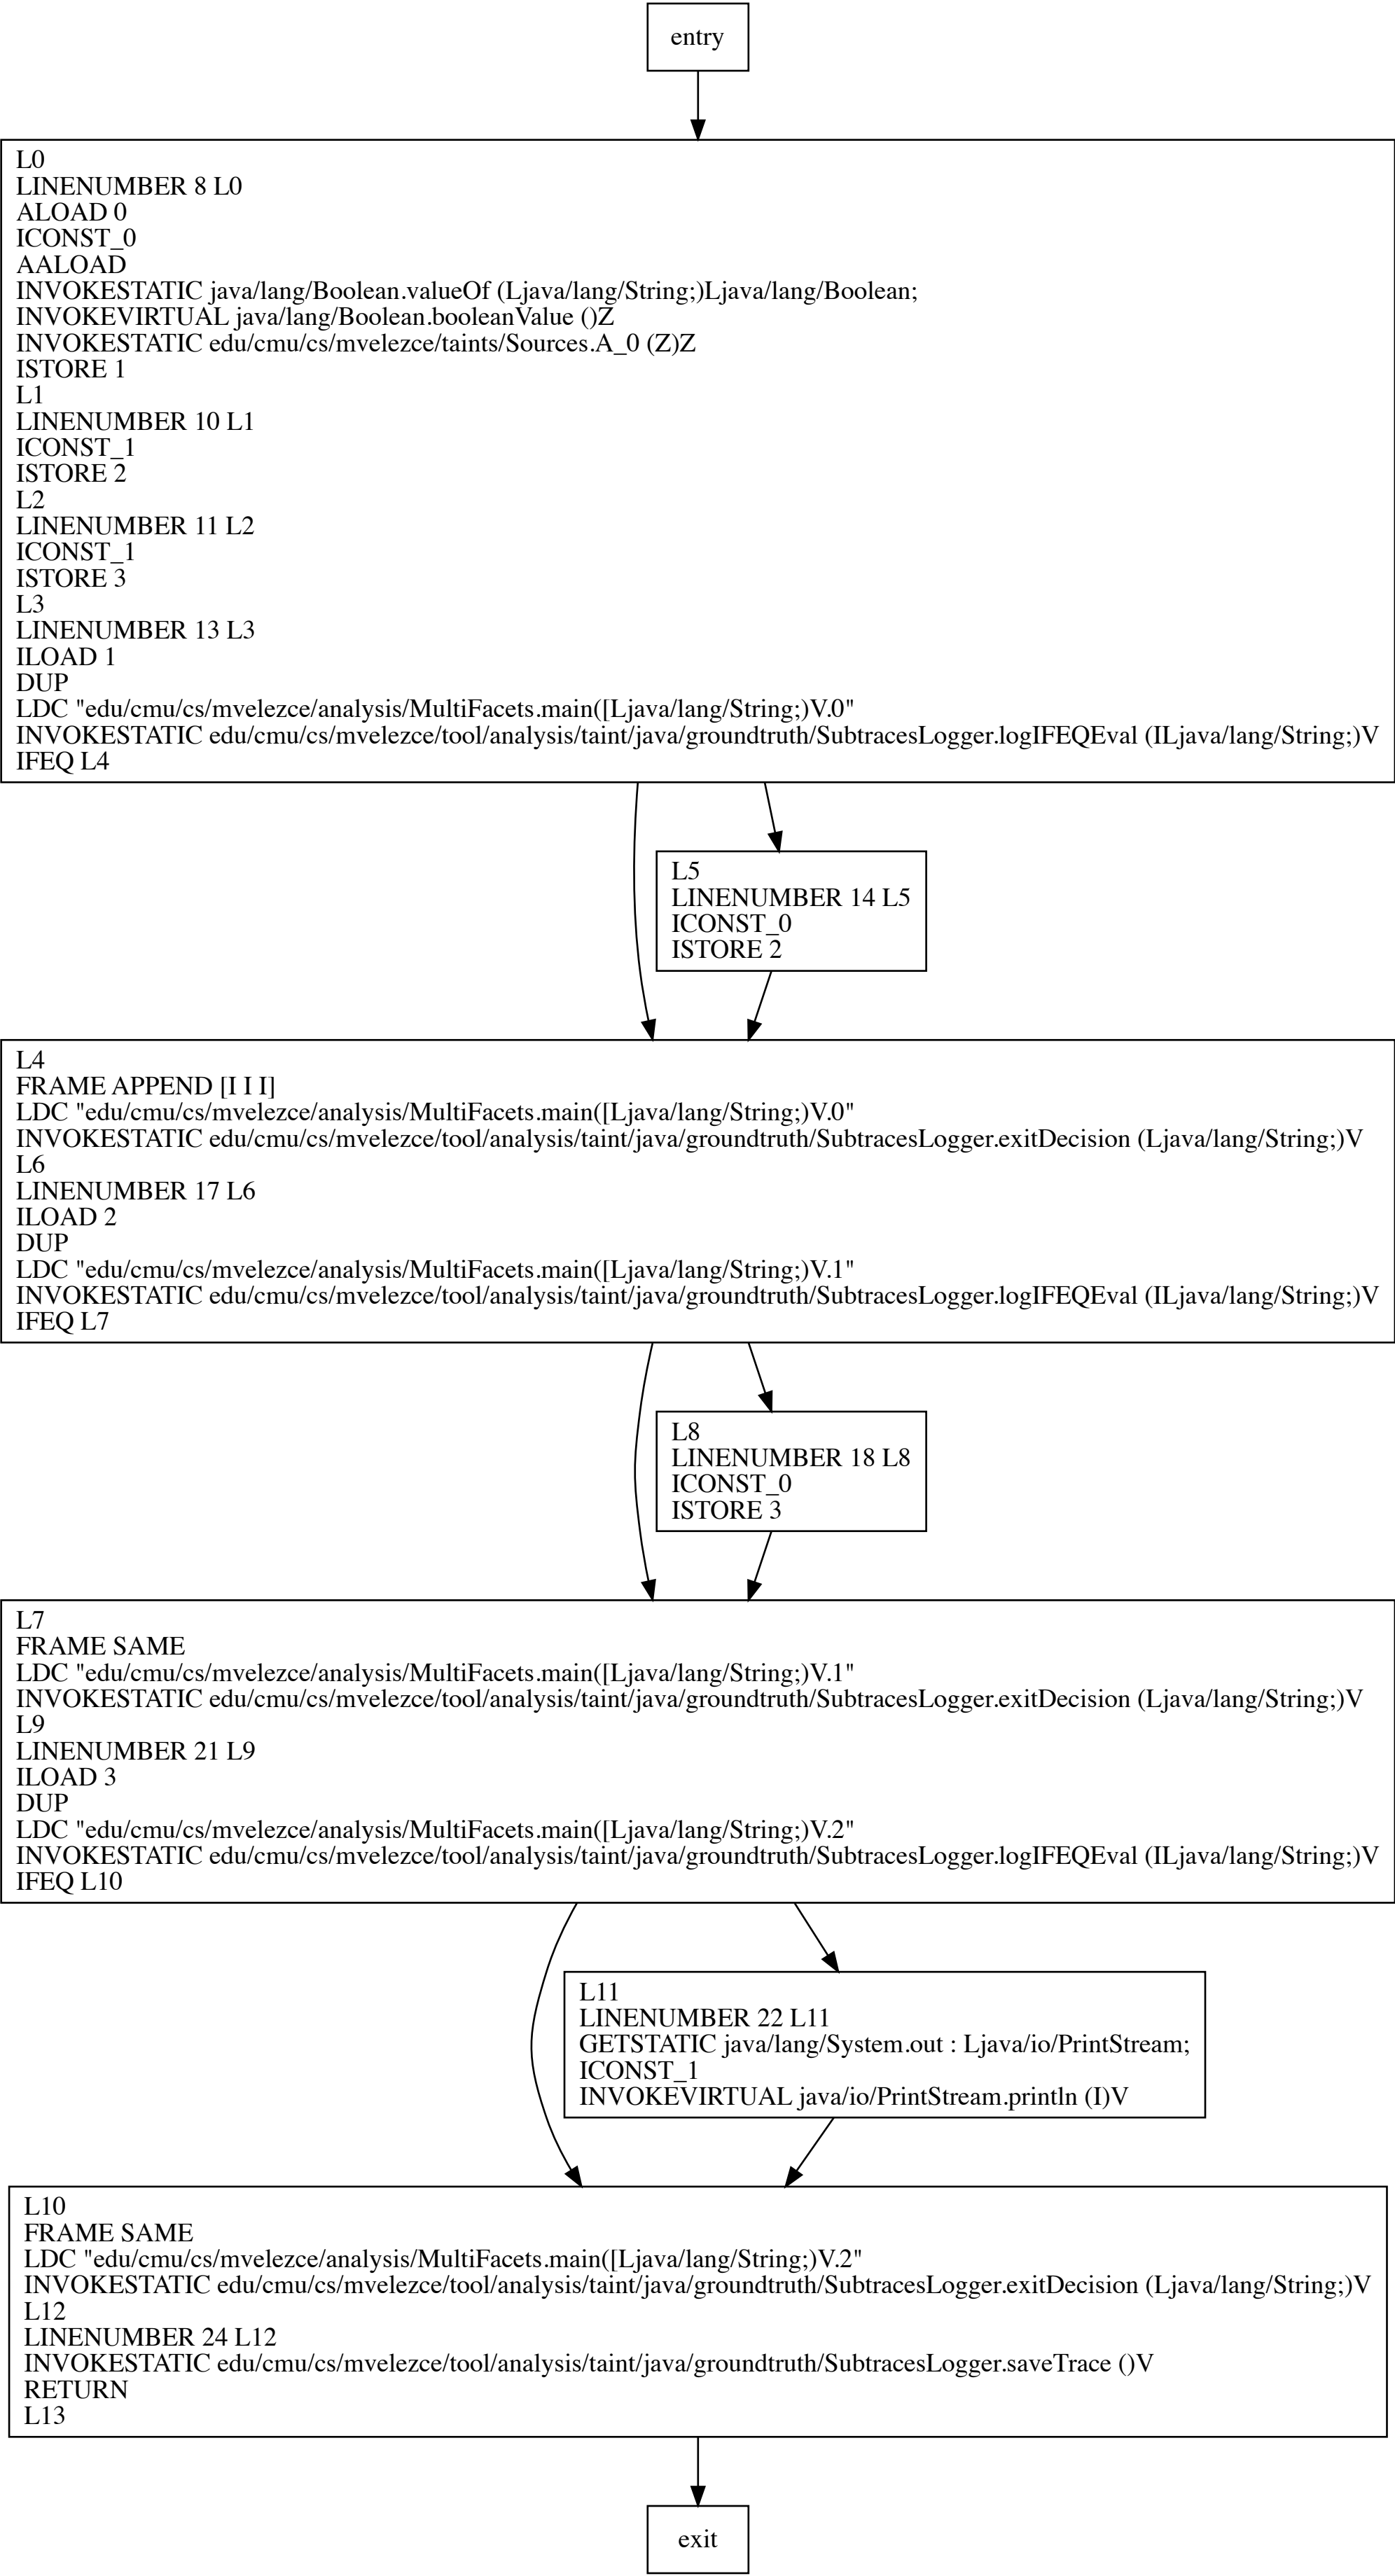 entry
L0
LINENUMBER 8 L0
ALOAD 0
ICONST_0
AALOAD
INVOKESTATIC java/lang/Boolean.valueOf (Ljava/lang/String;)Ljava/lang/Boolean;
INVOKEVIRTUAL java/lang/Boolean.booleanValue ()Z
INVOKESTATIC edu/cmu/cs/mvelezce/taints/Sources.A_0 (Z)Z
ISTORE 1
L1
LINENUMBER 10 L1
ICONST_1
ISTORE 2
L2
LINENUMBER 11 L2
ICONST_1
ISTORE 3
L3
LINENUMBER 13 L3
ILOAD 1
DUP
LDC "edu/cmu/cs/mvelezce/analysis/MultiFacets.main([Ljava/lang/String;)V.0"
INVOKESTATIC edu/cmu/cs/mvelezce/tool/analysis/taint/java/groundtruth/SubtracesLogger.logIFEQEval (ILjava/lang/String;)V
IFEQ L4
L5
LINENUMBER 14 L5
ICONST_0
ISTORE 2
L4
FRAME APPEND [I I I]
LDC "edu/cmu/cs/mvelezce/analysis/MultiFacets.main([Ljava/lang/String;)V.0"
INVOKESTATIC edu/cmu/cs/mvelezce/tool/analysis/taint/java/groundtruth/SubtracesLogger.exitDecision (Ljava/lang/String;)V
L6
LINENUMBER 17 L6
ILOAD 2
DUP
LDC "edu/cmu/cs/mvelezce/analysis/MultiFacets.main([Ljava/lang/String;)V.1"
INVOKESTATIC edu/cmu/cs/mvelezce/tool/analysis/taint/java/groundtruth/SubtracesLogger.logIFEQEval (ILjava/lang/String;)V
IFEQ L7
L8
LINENUMBER 18 L8
ICONST_0
ISTORE 3
L7
FRAME SAME
LDC "edu/cmu/cs/mvelezce/analysis/MultiFacets.main([Ljava/lang/String;)V.1"
INVOKESTATIC edu/cmu/cs/mvelezce/tool/analysis/taint/java/groundtruth/SubtracesLogger.exitDecision (Ljava/lang/String;)V
L9
LINENUMBER 21 L9
ILOAD 3
DUP
LDC "edu/cmu/cs/mvelezce/analysis/MultiFacets.main([Ljava/lang/String;)V.2"
INVOKESTATIC edu/cmu/cs/mvelezce/tool/analysis/taint/java/groundtruth/SubtracesLogger.logIFEQEval (ILjava/lang/String;)V
IFEQ L10
L11
LINENUMBER 22 L11
GETSTATIC java/lang/System.out : Ljava/io/PrintStream;
ICONST_1
INVOKEVIRTUAL java/io/PrintStream.println (I)V
L10
FRAME SAME
LDC "edu/cmu/cs/mvelezce/analysis/MultiFacets.main([Ljava/lang/String;)V.2"
INVOKESTATIC edu/cmu/cs/mvelezce/tool/analysis/taint/java/groundtruth/SubtracesLogger.exitDecision (Ljava/lang/String;)V
L12
LINENUMBER 24 L12
INVOKESTATIC edu/cmu/cs/mvelezce/tool/analysis/taint/java/groundtruth/SubtracesLogger.saveTrace ()V
RETURN
L13
exit